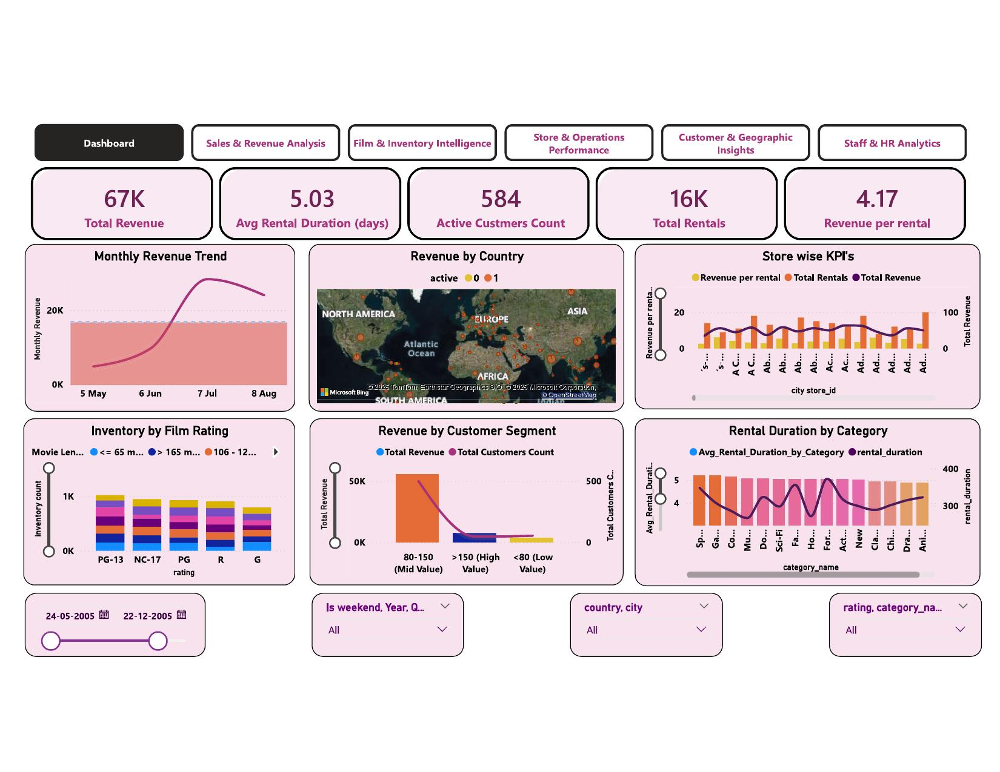 Dashboard
Sales & Revenue Analysis
Film & Inventory Intelligence
Store & Operations
Performance
Customer & Geographic
Insights
Staff & HR Analytics
67K
Total Revenue
5.03
Avg Rental Duration (days)
584
Active Custmers Count
16K
Total Rentals
4.17
Revenue per rental
Monthly Revenue Trend
Monthly Revenue
20K
0K
5 May
6 Jun
7 Jul
8 Aug
Revenue by Country
active 0 1
NORTH AMERICA
EUROPE
ASIA
Atlantic
Ocean
AFRICA
© 2026 TomTom, Earthstar Geographics SIO, © 2026 Microsoft Corporation,
Microsoft Bing
© OpenStreetMap
SOUTH AMERICA
Indian
Store wise KPI's
Revenue per rental Total Rentals Total Revenue
Revenue per renta...
20
0
100
0
Total Revenue
's-...
's-...
A C...
A C...
Ab...
Ab...
Ab...
Ab...
Ac...
Ac...
Ad...
Ad...
Ad...
Ad...
Ad...
city store_id
Inventory by Film Rating
Movie Len... <= 65 m... > 165 m... 106 - 12...
inventory count
1K
0K
PG-13
NC-17
PG
R
G
rating
Revenue by Customer Segment
Total Revenue Total Customers Count
Total Revenue
50K
0K
500
0
Total Customers C...
80-150
(Mid Value)
>150 (High
Value)
<80 (Low
Value)
Rental Duration by Category
Avg_Rental_Duration_by_Category rental_duration
Avg_Rental_Durati...
5
4
400
300
rental_duration
Sp...
Ga...
Co...
Mu...
Do...
Sci-Fi
Fa...
Ho...
For...
Act...
New
Cla...
Chi...
Dra...
Ani...
category_name
24-05-2005
22-12-2005
Is weekend, Year, Q...
All
country, city
All
rating, category_na...
All